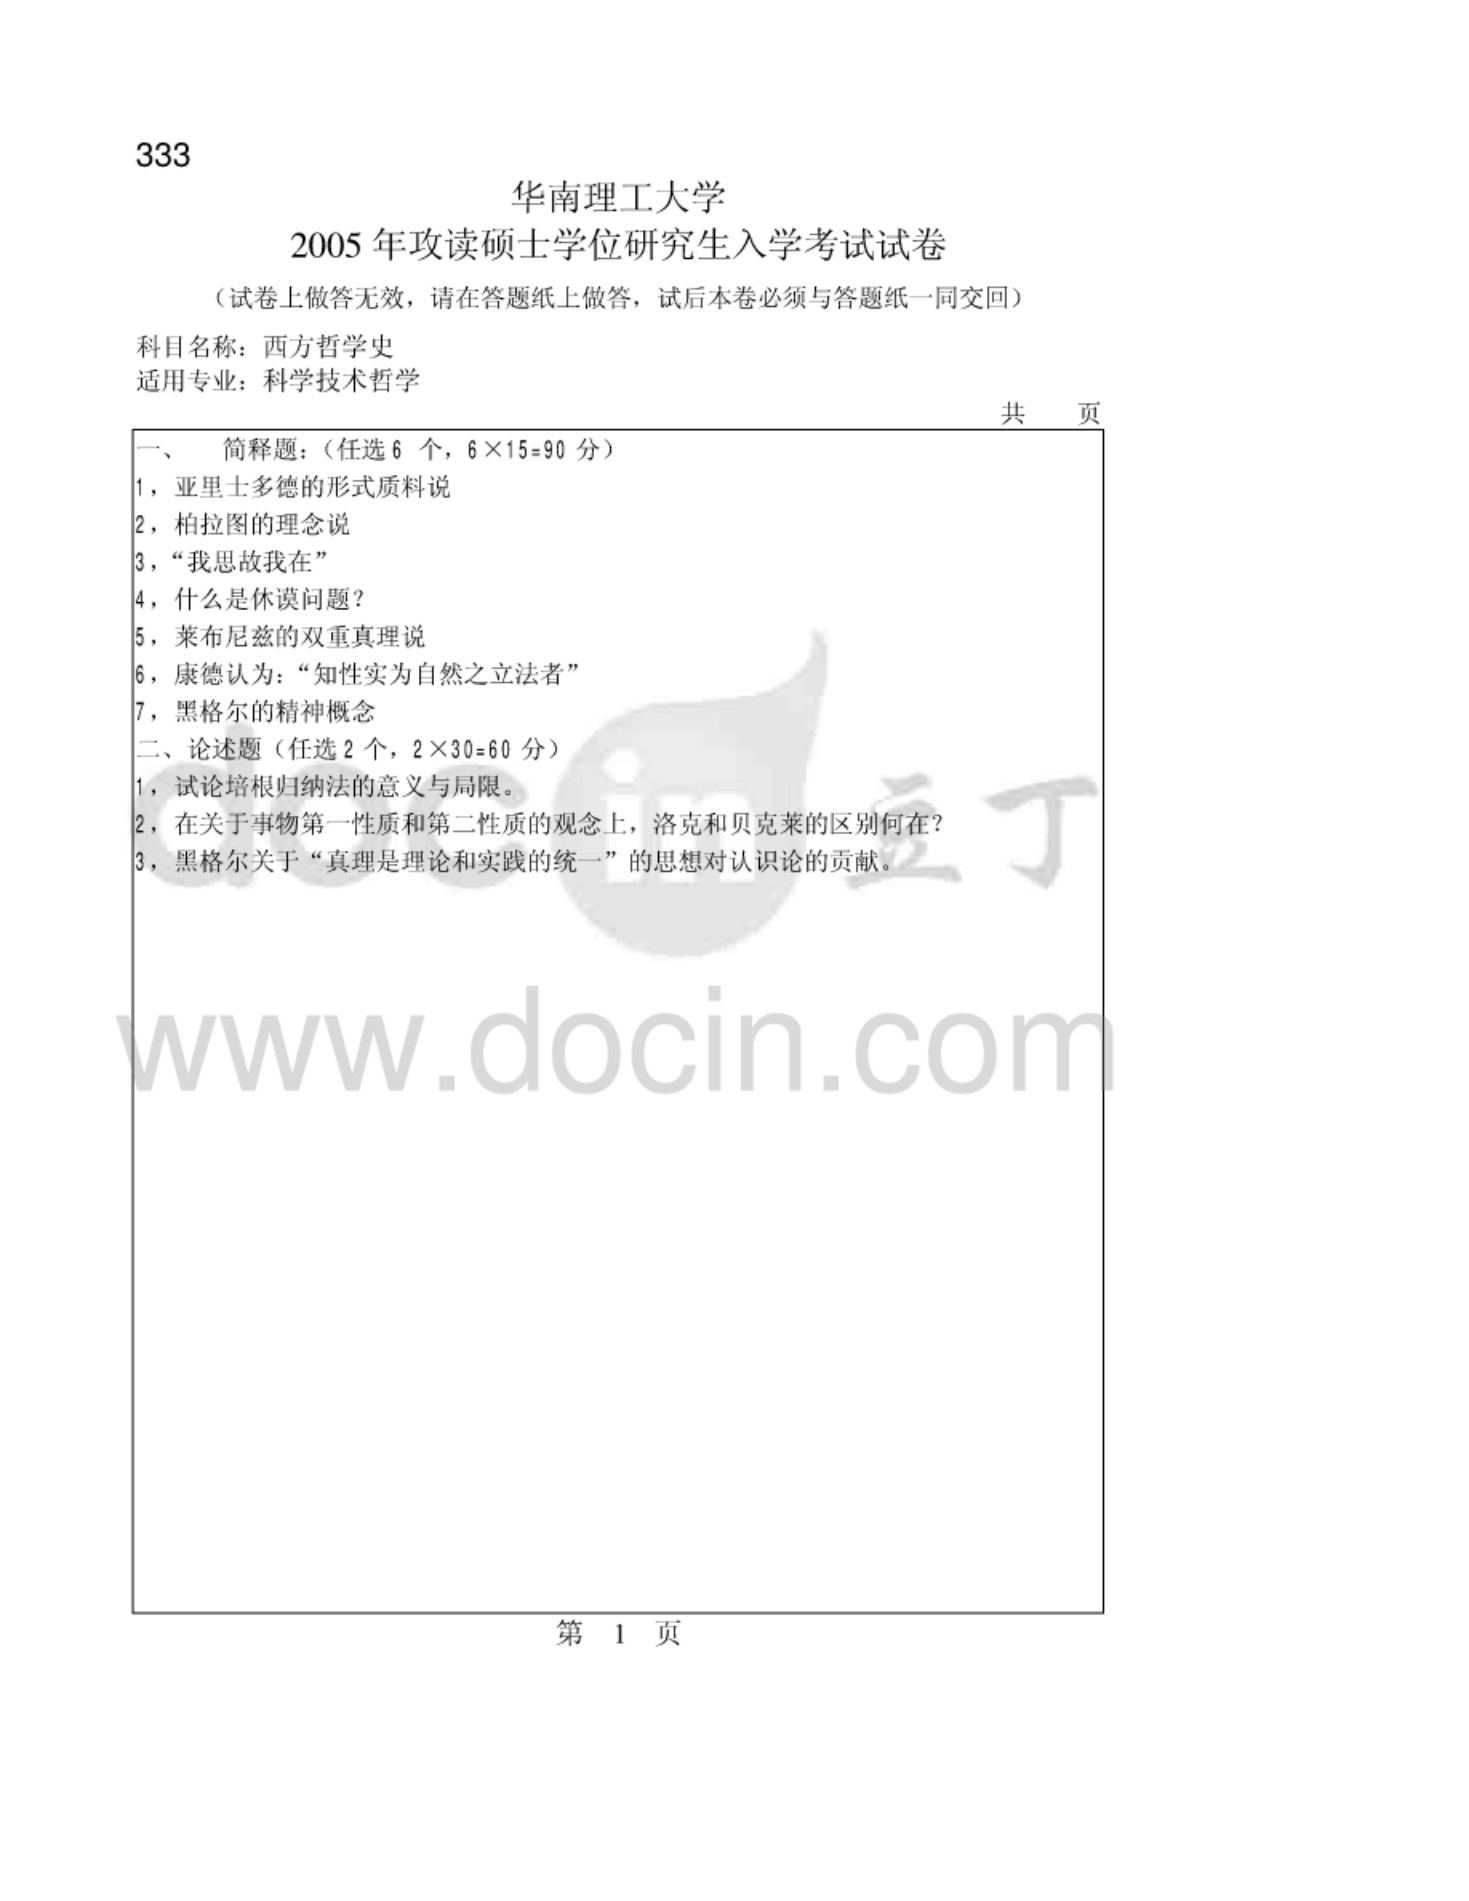 333
华南理工大学
2005 年攻读硕士学位研究生入学考试试卷
（试卷上做答无效，请在答题纸上做答，试后本卷必须与答题纸一同交回）
科目名称：西方哲学史
适用专业：科学技术哲学
共 页
一、 简释题：（任选 6 个，6×15=90 分）
1，亚里士多德的形式质料说
2，柏拉图的理念说
3，“我思故我在”
4，什么是休谟问题？
5，莱布尼兹的双重真理说
6，康德认为：“知性实为自然之立法者”
7，黑格尔的精神概念
二、论述题（任选 2 个，2×30=60 分）
1，试论培根归纳法的意义与局限。
2，在关于事物第一性质和第二性质的观念上，洛克和贝克莱的区别何在？
3，黑格尔关于“真理是理论和实践的统一”的思想对认识论的贡献。
docin 豆丁
www.docin.com
第 1 页